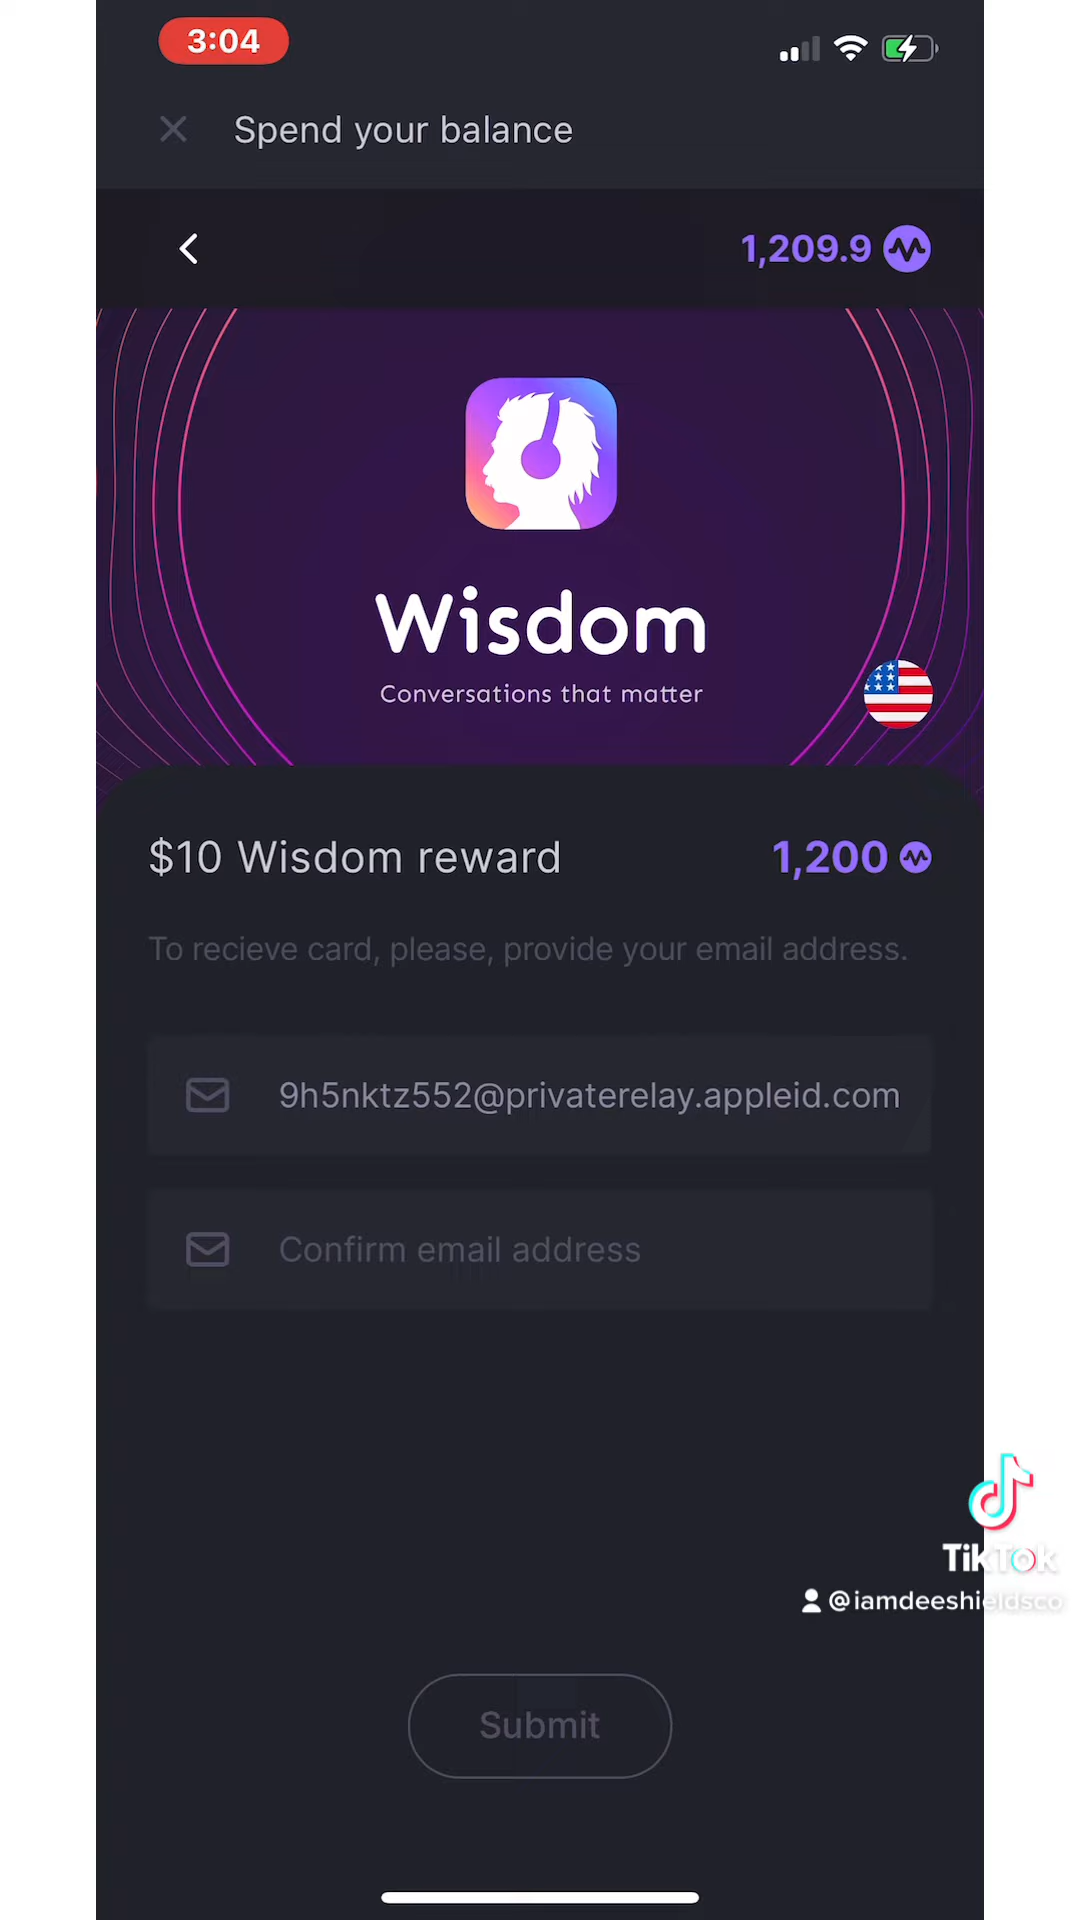 3:04
Spend your balance
1,209.9
Wisdom
Conversations that matter
$10 Wisdom reward 1,200
To recieve card, please, provide your email address.
9h5nktz552@privaterelay.appleid.com
Confirm email address
TikTok
@iamdeeshieldsco
Submit